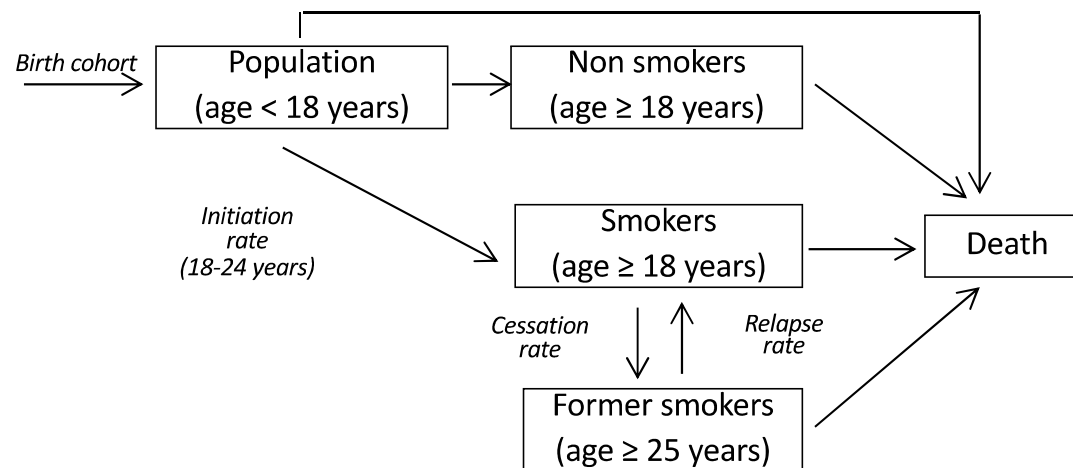 Birth cohort
Population
(age < 18 years)
Non smokers
(age ≥ 18 years)
Initiation
rate
(18-24 years)
Smokers
(age ≥ 18 years)
Death
Cessation
rate
Relapse
rate
Former smokers
(age ≥ 25 years)